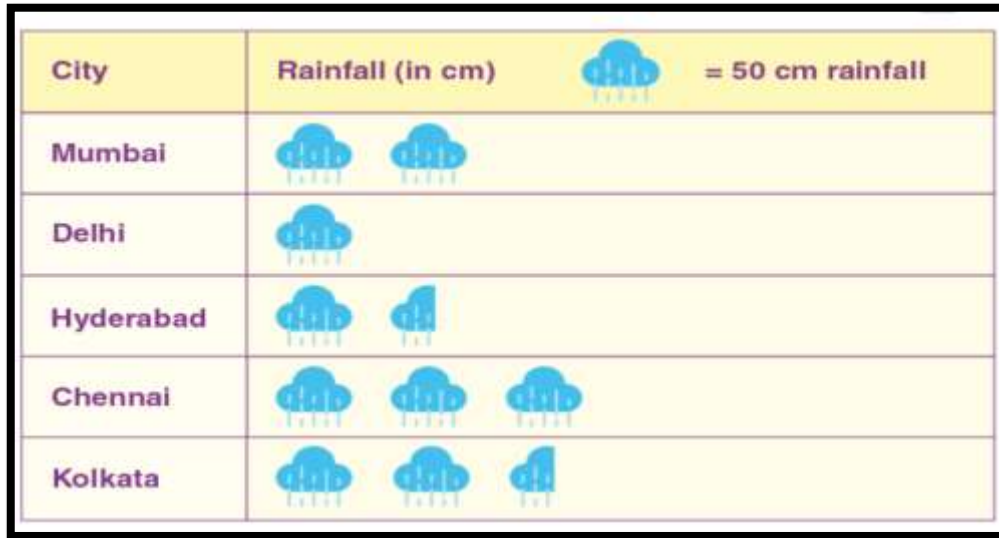 City Rainfall (in cm) = 50 cm rainfall
Mumbai
Delhi
Hyderabad
Chennai
Kolkata